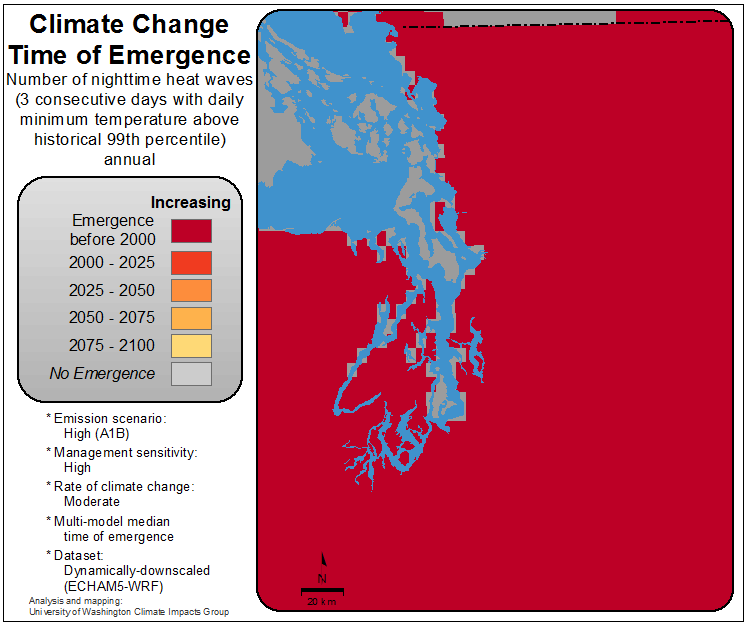 Climate Change
Time of Emergence
Number of nighttime heat waves
(3 consecutive days with daily
minimum temperature above
historical 99th percentile)
annual
Increasing
Emergence
before 2000
2000 - 2025
2025 - 2050
2050 - 2075
2075 - 2100
No Emergence
* Emission scenario:
High (A1B)
* Management sensitivity:
High
* Rate of climate change:
Moderate
* Multi-model median
time of emergence
* Dataset:
Dynamically-downscaled
(ECHAM5-WRF)
Analysis and mapping:
University of Washington Climate Impacts Group
N
20 km